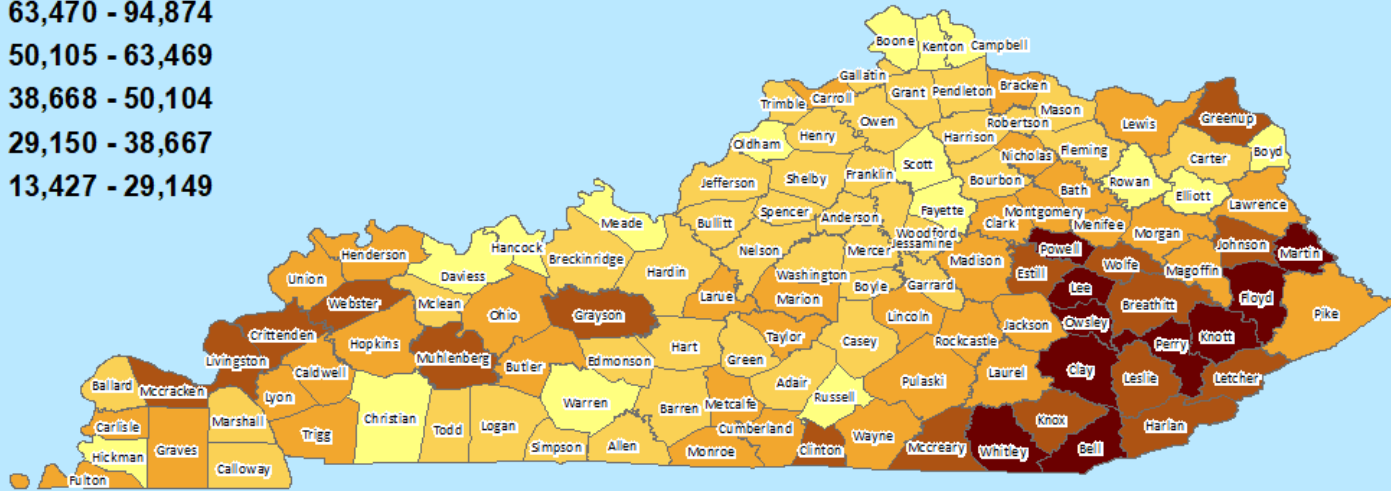 63,470 - 94,874
50,105 - 63,469
38,668 - 50,104
29,150 - 38,667
13,427 - 29,149
Boone
Kenton
Campbell
Gallatin
Grant
Pendleton
Bracken
Trimble
Carroll
Owen
Robertson
Mason
Lewis
Greenup
Oldham
Henry
Harrison
Nicholas
Fleming
Carter
Boyd
Scott
Rowan
Elliott
Jefferson
Shelby
Franklin
Bourbon
Bath
Lawrence
Meade
Bullitt
Spencer
Anderson
Fayette
Clark
Montgomery
Menifee
Morgan
Woodford
Jessamine
Hancock
Breckinridge
Henderson
Daviess
Nelson
Mercer
Madison
Powell
Wolfe
Magoffin
Johnson
Martin
Union
Hardin
Washington
Boyle
Garrard
Estill
Lee
Breathitt
Floyd
Pike
Webster
Mclean
Ohio
Grayson
Larue
Marion
Lincoln
Rockcastle
Jackson
Owsley
Perry
Knott
Crittenden
Livingston
Hopkins
Muhlenberg
Butler
Edmonson
Hart
Green
Taylor
Casey
Pulaski
Laurel
Clay
Leslie
Letcher
Ballard
Mccracken
Caldwell
Lyon
Marshall
Christian
Todd
Logan
Warren
Barren
Metcalfe
Adair
Russell
Knox
Harlan
Carlisle
Graves
Trigg
Simpson
Allen
Monroe
Cumberland
Clinton
Wayne
Mccreary
Whitley
Bell
Hickman
Fulton
Calloway